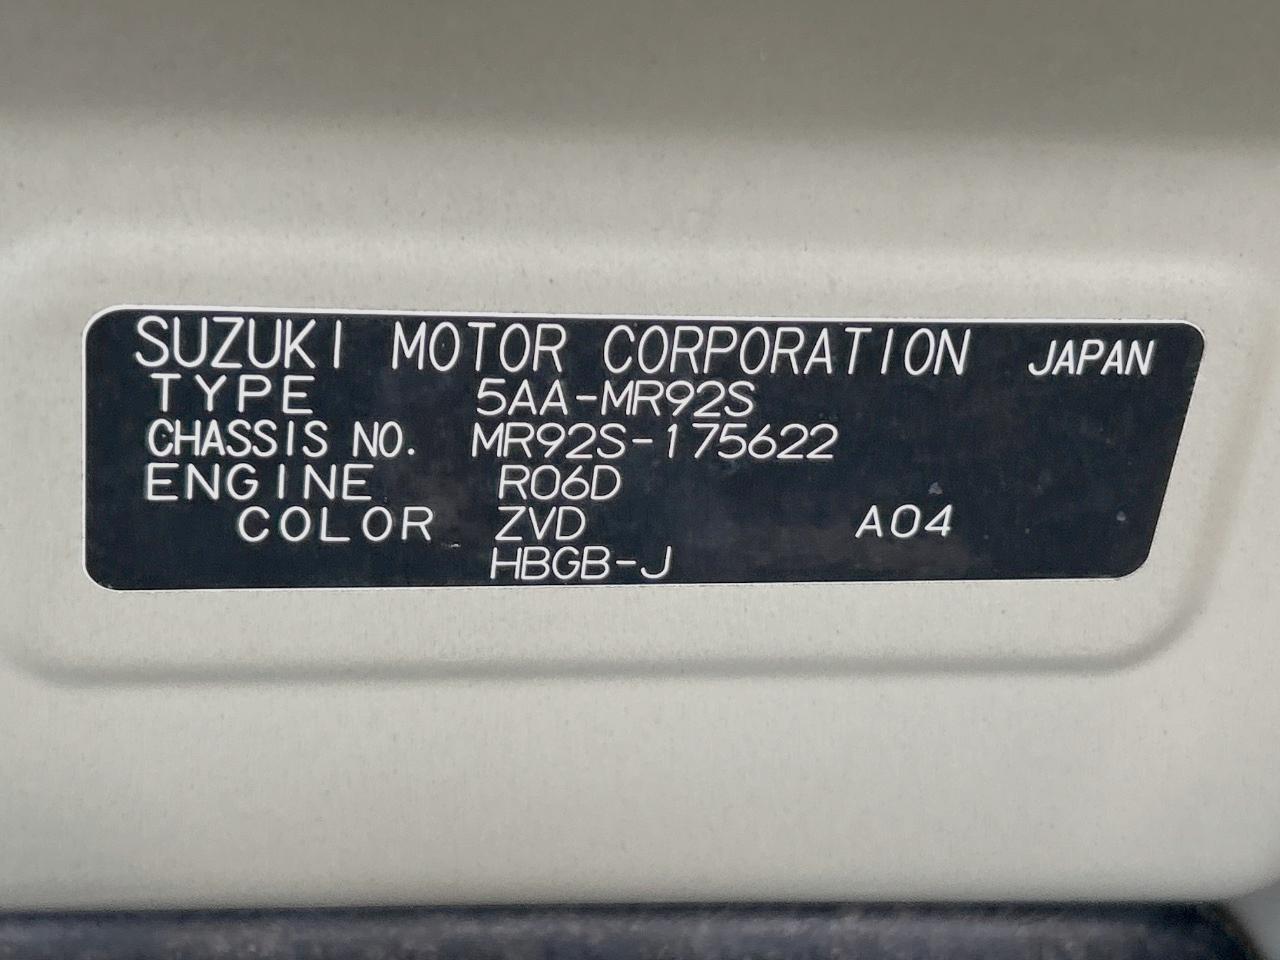 SUZUKI MOTOR CORPORATION JAPAN
TYPE 5AA-MR92S
CHASSIS NO. MR92S-175622
ENGINE R06D
COLOR ZVD A04
HBGB-J